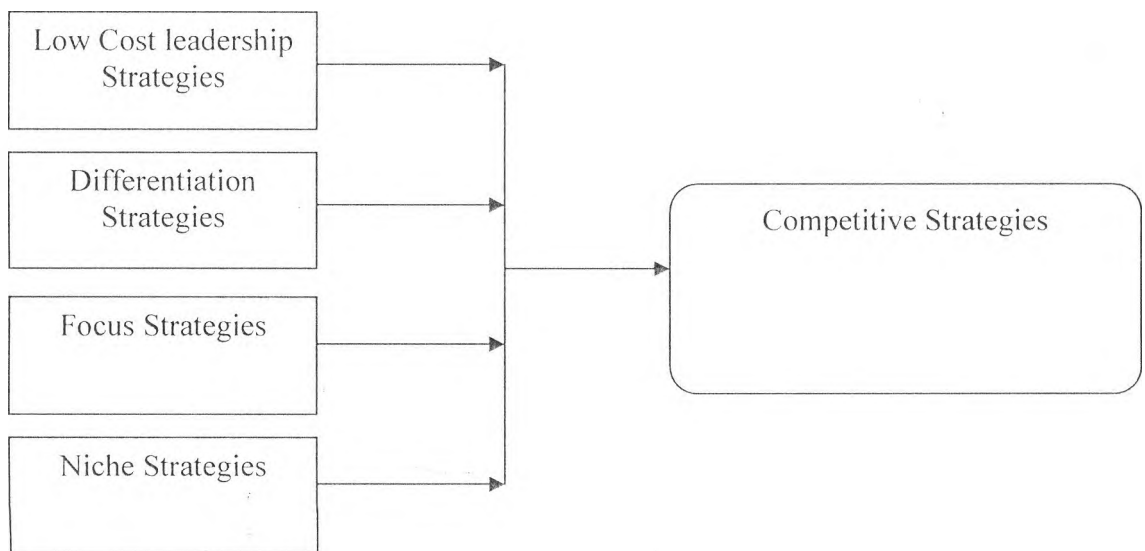 Low Cost leadership
Strategies
Differentiation
Strategies
Focus Strategies
Niche Strategies
Competitive Strategies